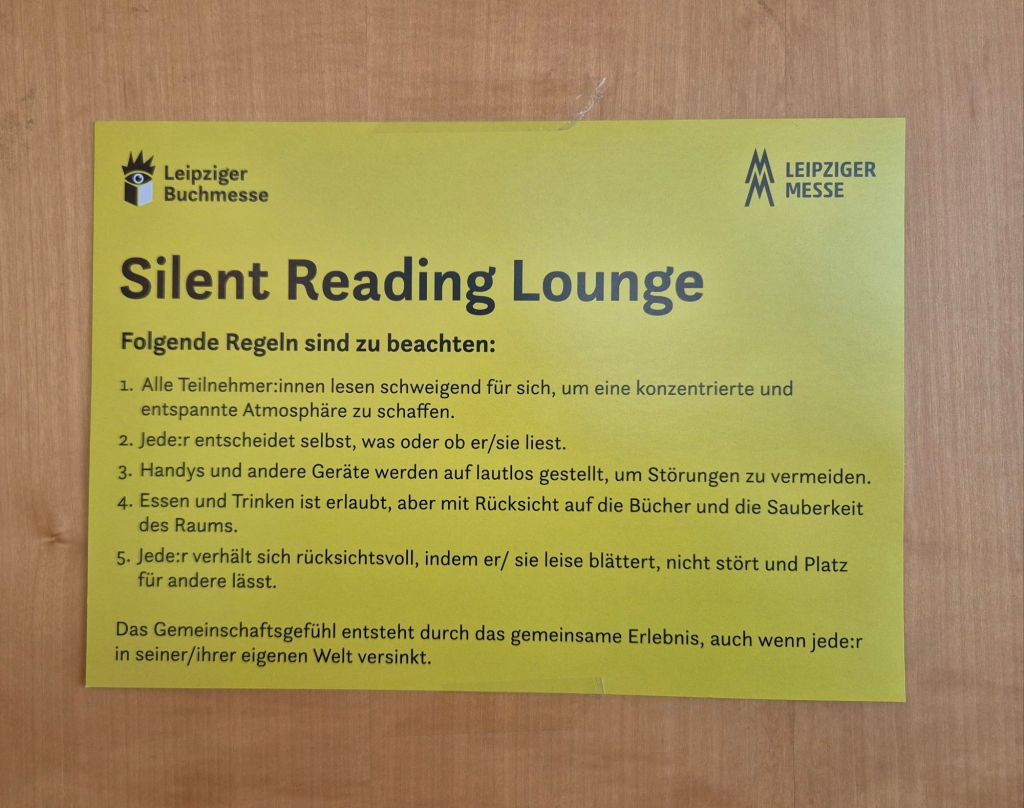 Leipziger
Buchmesse
LEIPZIGER
MESSE
Silent Reading Lounge
Folgende Regeln sind zu beachten:
1. Alle Teilnehmer:innen lesen schweigend für sich, um eine konzentrierte und
entspannte Atmosphäre zu schaffen.
2. Jede:r entscheidet selbst, was oder ob er/sie liest.
3. Handys und andere Geräte werden auf lautlos gestellt, um Störungen zu vermeiden.
4. Essen und Trinken ist erlaubt, aber mit Rücksicht auf die Bücher und die Sauberkeit
des Raums.
5. Jede:r verhält sich rücksichtsvoll, indem er/ sie leise blättert, nicht stört und Platz
für andere lässt.
Das Gemeinschaftsgefühl entsteht durch das gemeinsame Erlebnis, auch wenn jede:r
in seiner/ihrer eigenen Welt versinkt.